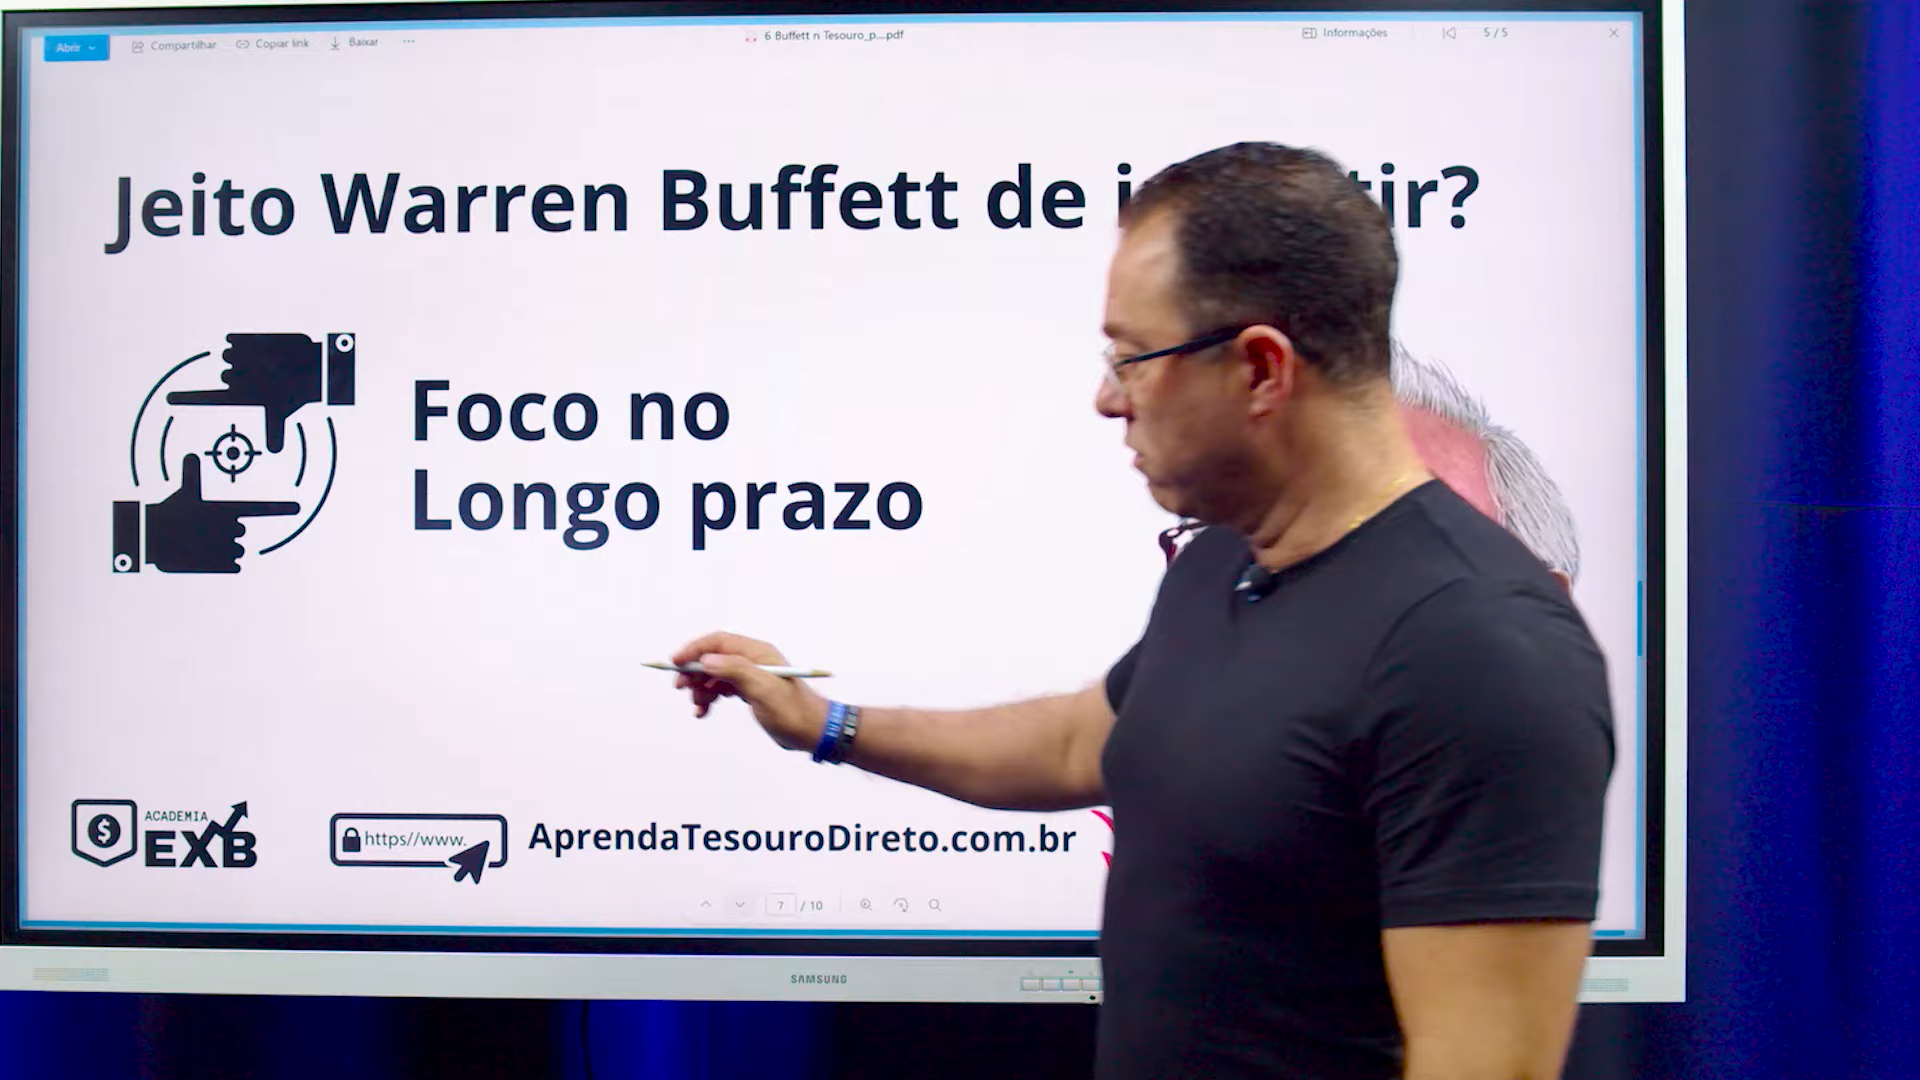 Abrir
Compartilhar
Copiar link
Baixar
6 Buffett n Tesouro_p....pdf
Informações
5 / 5
Jeito Warren Buffett de
Foco no
Longo prazo
ACADEMIA
EXB
https//www.
AprendaTesouroDireto.com.br
7 / 10
SAMSUNG